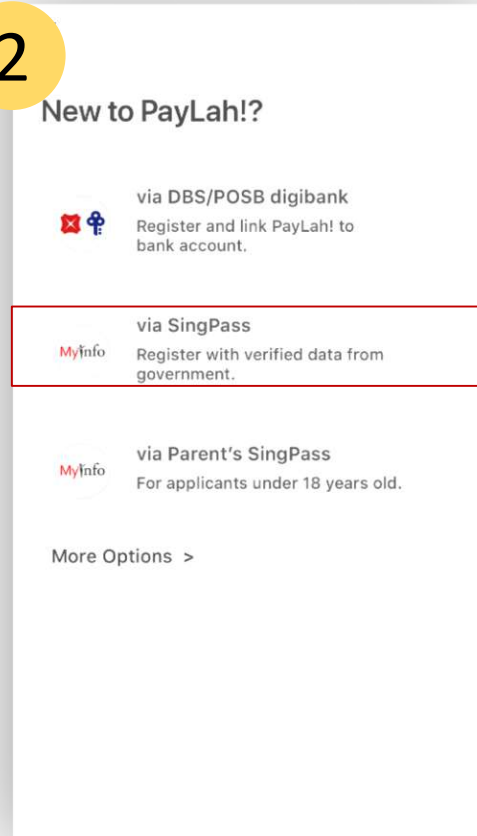 2
New to PayLah!?
via DBS/POSB digibank
Register and link PayLah! to
bank account.
via SingPass
MyInfo
Register with verified data from
government.
via Parent's SingPass
MyInfo
For applicants under 18 years old.
More Options >